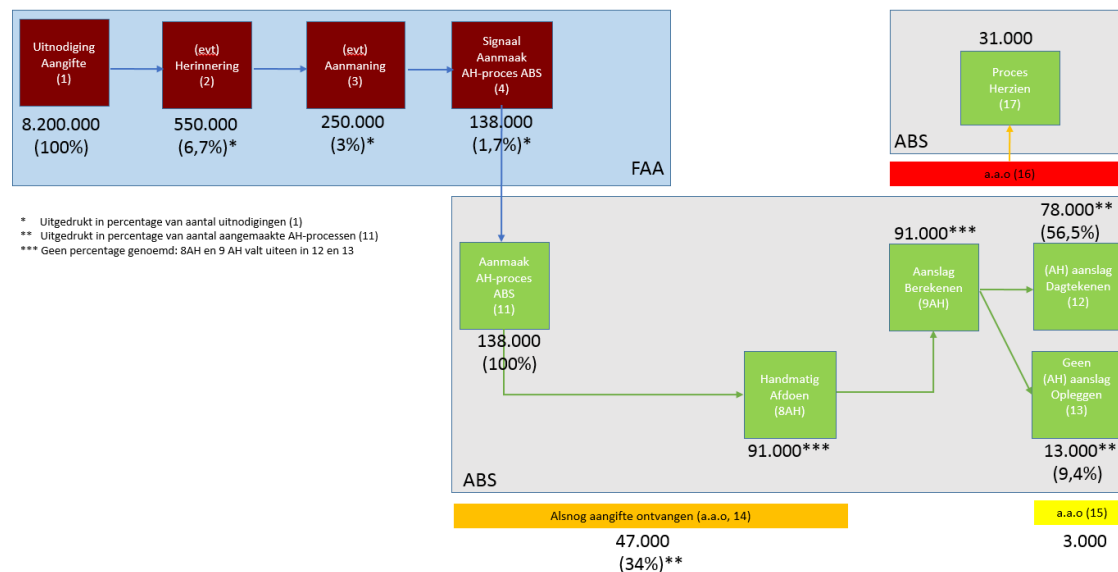 Uitnodiging
Aangifte
(1)
8.200.000
(100%)
(evt)
Herinnering
(2)
550.000
(6,7%)*
(evt)
Aanmaning
(3)
250.000
(3%)*
Signaal
Aanmaak
AH-proces ABS
(4)
138.000
(1,7%)*
FAA
31.000
Proces
Herzien
(17)
ABS
a.a.o (16)
* Uitgedrukt in percentage van aantal uitnodigingen (1)
** Uitgedrukt in percentage van aantal aangemaakte AH-processen (11)
*** Geen percentage genoemd: 8AH en 9 AH valt uiteen in 12 en 13
Aanmaak
AH-proces
ABS
(11)
138.000
(100%)
Handmatig
Afdoen
(8AH)
91.000***
91.000***
Aanslag
Berekenen
(9AH)
78.000**
(56,5%)
(AH) aanslag
Dagtekenen
(12)
Geen
(AH) aanslag
Opleggen
(13)
13.000**
(9,4%)
ABS
Alsnog aangifte ontvangen (a.a.o, 14)
47.000
(34%)**
a.a.o (15)
3.000